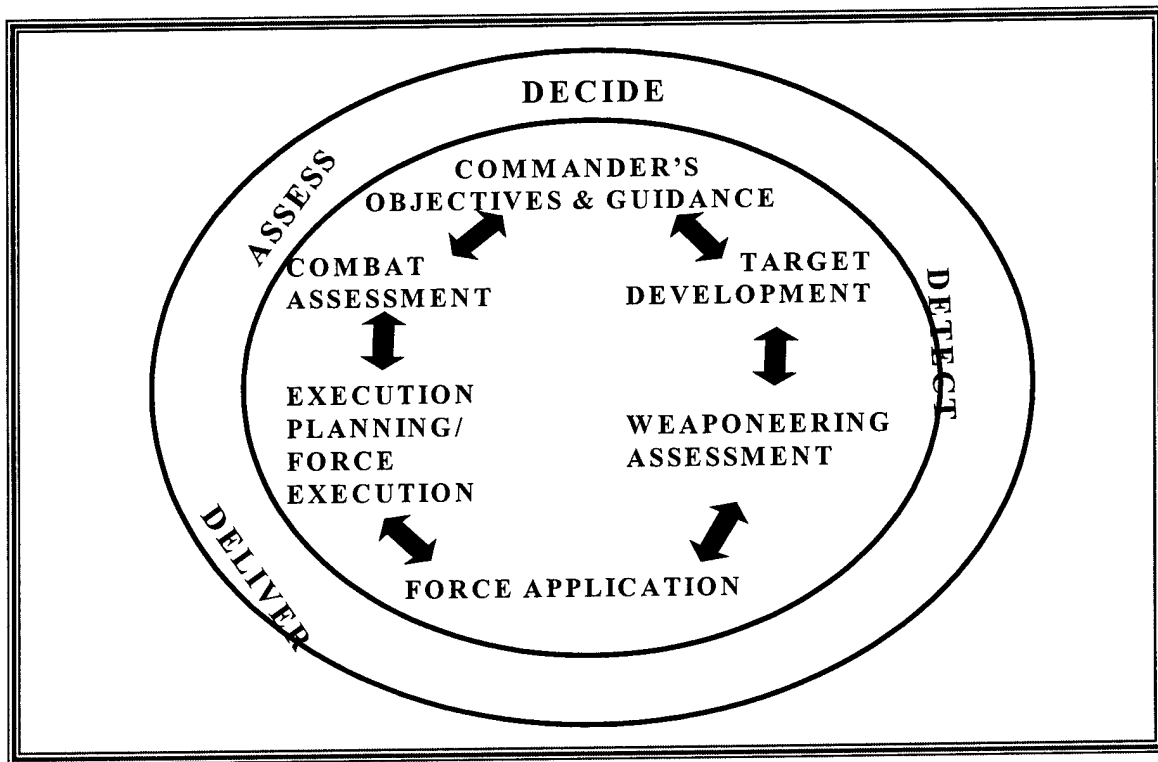 DECIDE
ASSESS
COMMANDER'S
OBJECTIVES & GUIDANCE
COMBAT
ASSESSMENT
TARGET
DEVELOPMENT
DETECT
EXECUTION
PLANNING/
FORCE
EXECUTION
WEAPONEERING
ASSESSMENT
DELIVER
FORCE APPLICATION